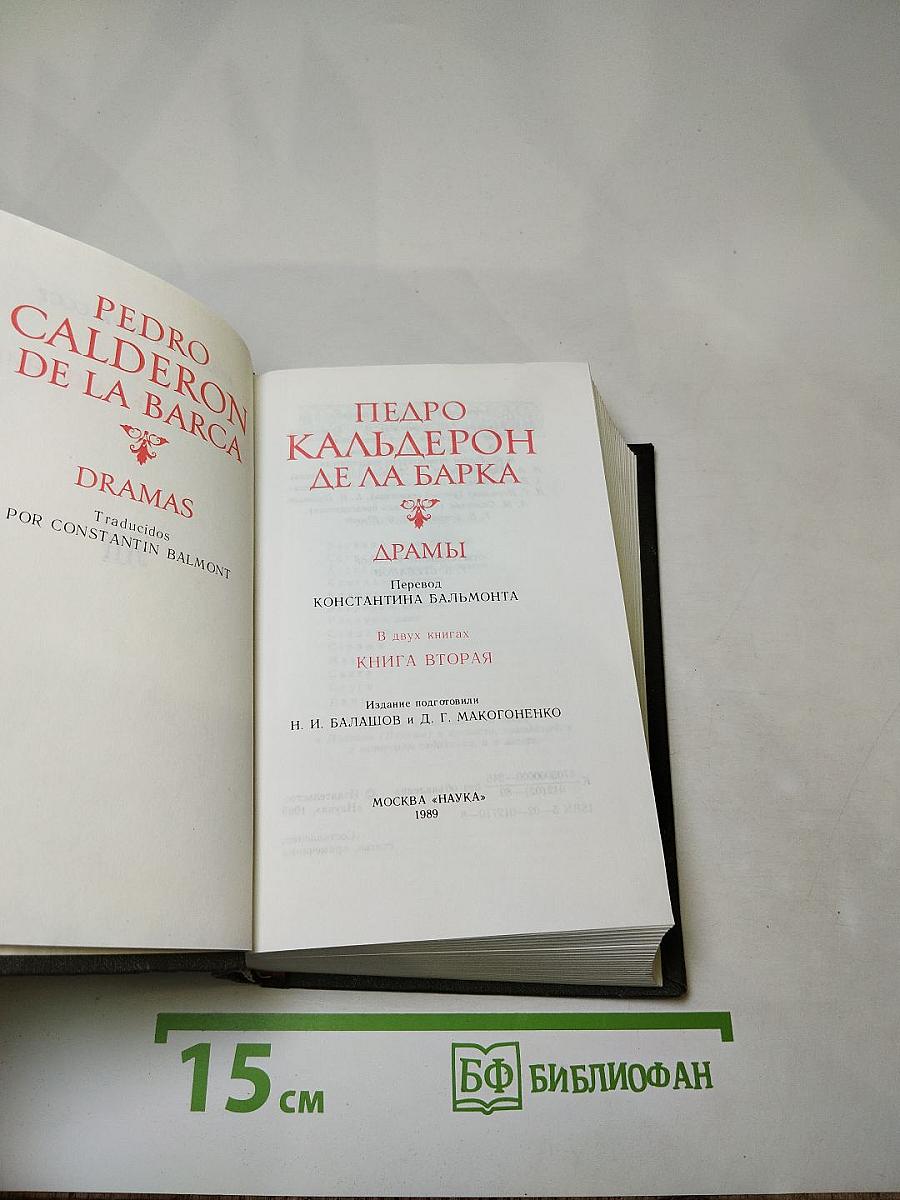 PEDRO
CALDERON
DE LA BARCA
DRAMAS
Traducidos
POR CONSTANTIN BALMONT
ПЕДРО
КАЛЬДЕРОН
ДЕ ЛА БАРКА
ДРАМЫ
Перевод
КОНСТАНТИНА БАЛЬМОНТА
В двух книгах
КНИГА ВТОРАЯ
Издание подготовили
Н. И. БАЛАШОВ и Д. Г. МАКОГОНЕНКО
МОСКВА «НАУКА»
1989
15 см
БФ БИБЛИОФАН